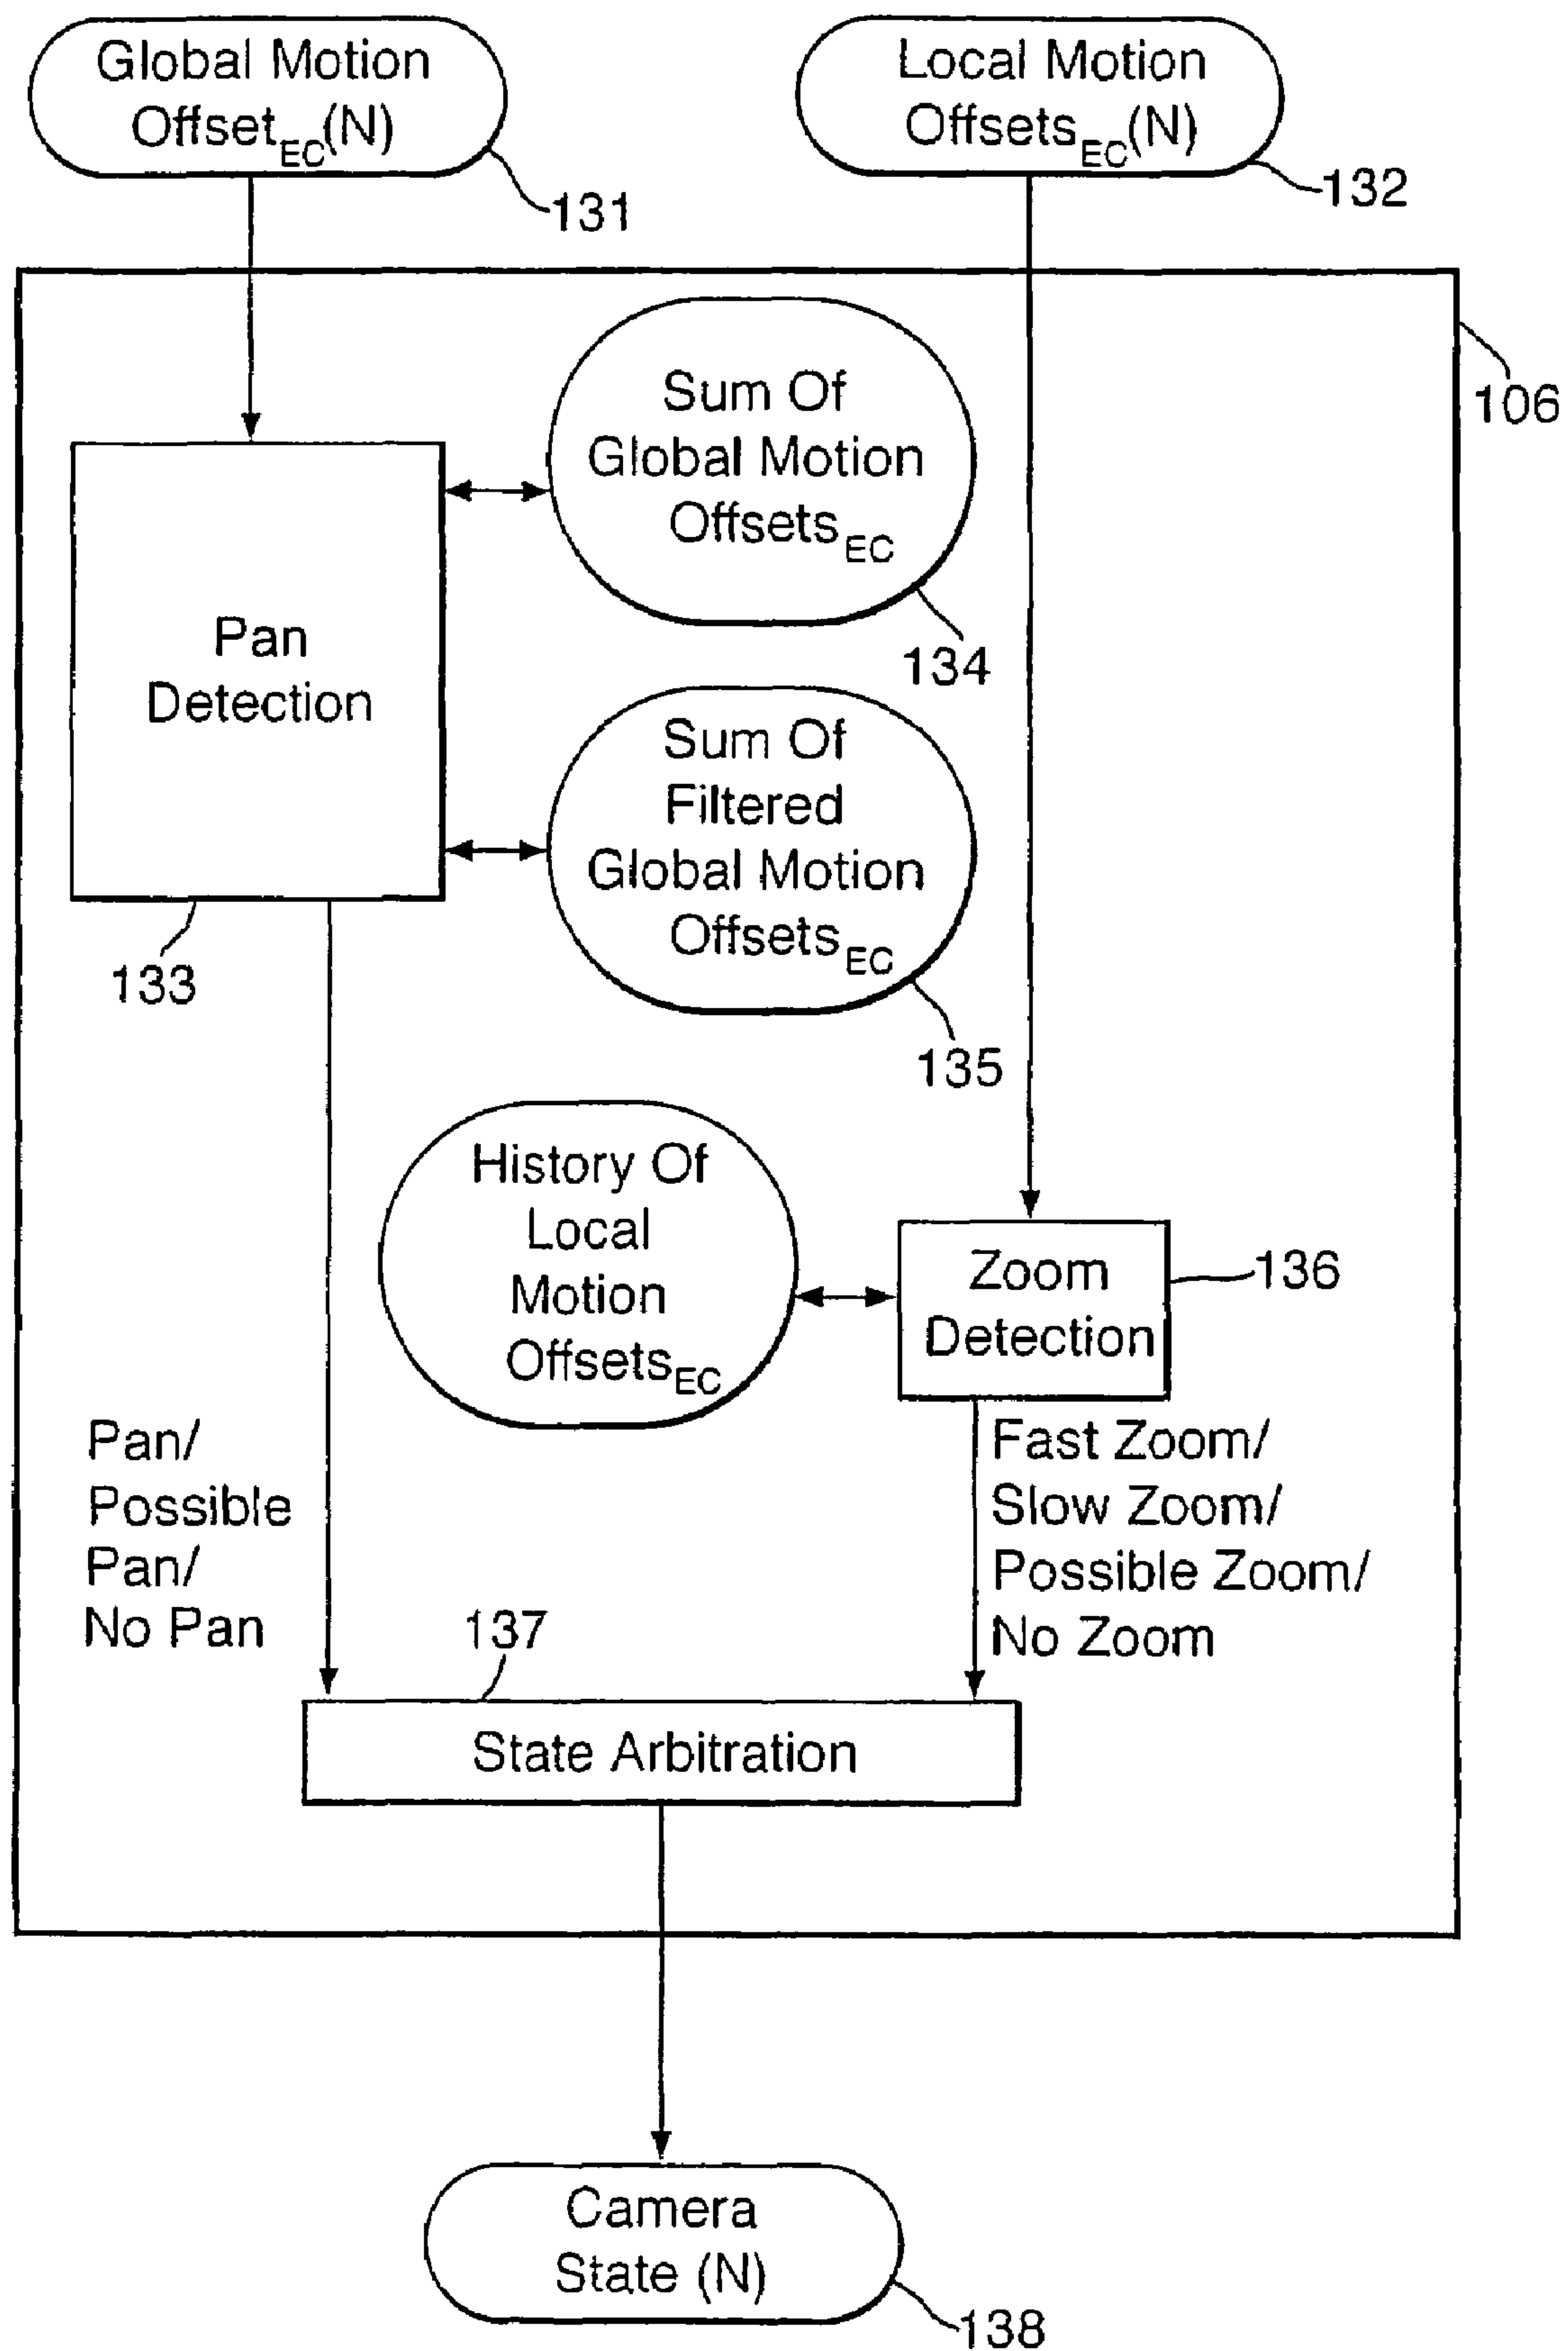 Global Motion
Offset_EC(N)
131
Local Motion
Offsets_EC(N)
132
106
Sum Of
Global Motion
Offsets_EC
134
Pan
Detection
133
Sum Of
Filtered
Global Motion
Offsets_EC
135
History Of
Local
Motion
Offsets_EC
Zoom
Detection
136
Pan/
Possible
Pan/
No Pan
Fast Zoom/
Slow Zoom/
Possible Zoom/
No Zoom
137
State Arbitration
Camera
State (N)
138